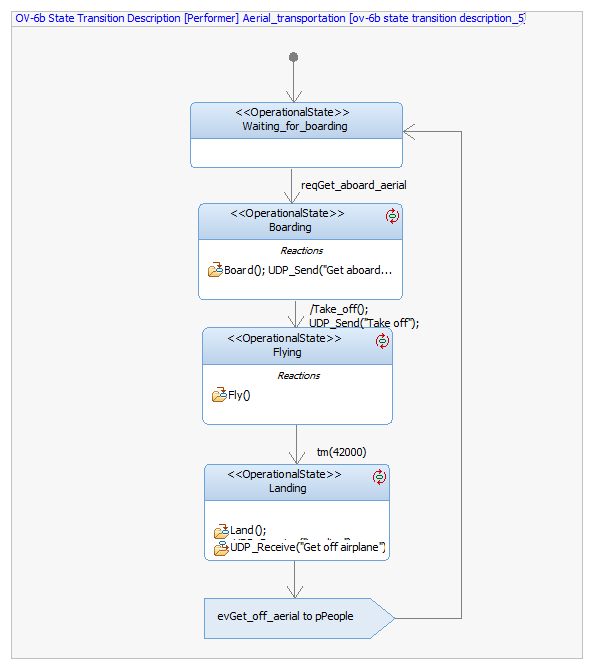 OV-6b State Transition Description [Performer] Aerial_transportation [ov-6b state transition description_5]
<<OperationalState>>
Waiting_for_boarding
reqGet_aboard_aerial
<<OperationalState>>
Boarding
Reactions
Board(); UDP_Send("Get aboard...
/Take_off();
UDP_Send("Take off");
<<OperationalState>>
Flying
Reactions
Fly()
tm(42000)
<<OperationalState>>
Landing
Land();
UDP_Receive("Get off airplane")
evGet_off_aerial to pPeople